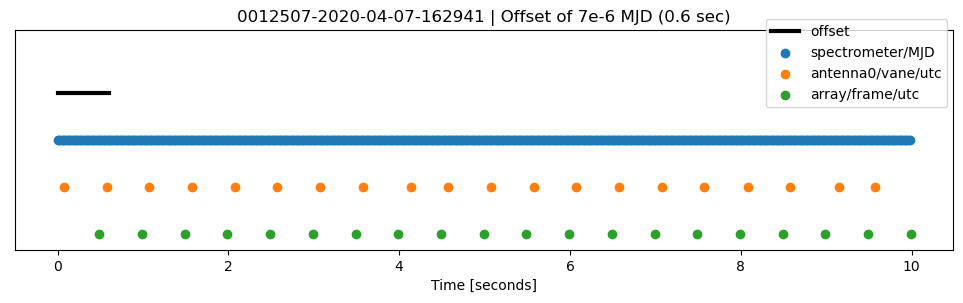 0012507-2020-04-07-162941 | Offset of 7e-6 MJD (0.6 sec)
offset
spectrometer/MJD
antenna0/vane/utc
array/frame/utc
0 2 4 6 8 10
Time [seconds]